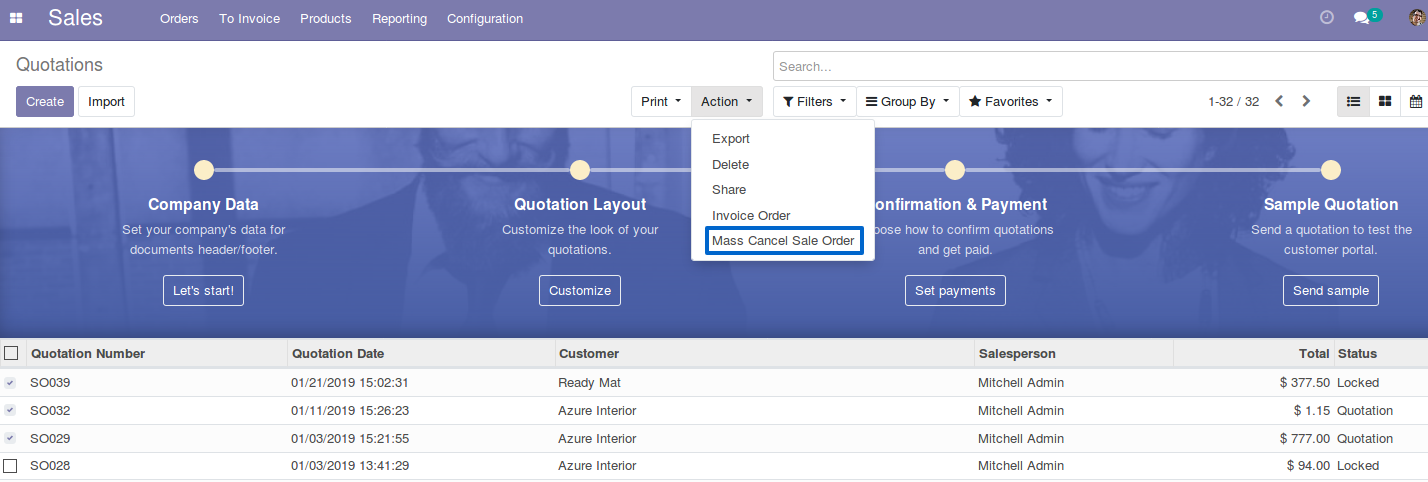 Sales Orders To Invoice Products Reporting Configuration 5
Quotations
Search...
Create Import Print Action Filters Group By Favorites 1-32 / 32
Export
Delete
Share
Invoice Order
Mass Cancel Sale Order
Company Data
Set your company's data for
documents header/footer.
Let's start!
Quotation Layout
Customize the look of your
quotations.
Customize
onfirmation & Payment
oose how to confirm quotations
and get paid.
Set payments
Sample Quotation
Send a quotation to test the
customer portal.
Send sample
Quotation Number Quotation Date Customer Salesperson Total Status
SO039 01/21/2019 15:02:31 Ready Mat Mitchell Admin $ 377.50 Locked
SO032 01/11/2019 15:26:23 Azure Interior Mitchell Admin $ 1.15 Quotation
SO029 01/03/2019 15:21:55 Azure Interior Mitchell Admin $ 777.00 Quotation
SO028 01/03/2019 13:41:29 Azure Interior Mitchell Admin $ 94.00 Locked